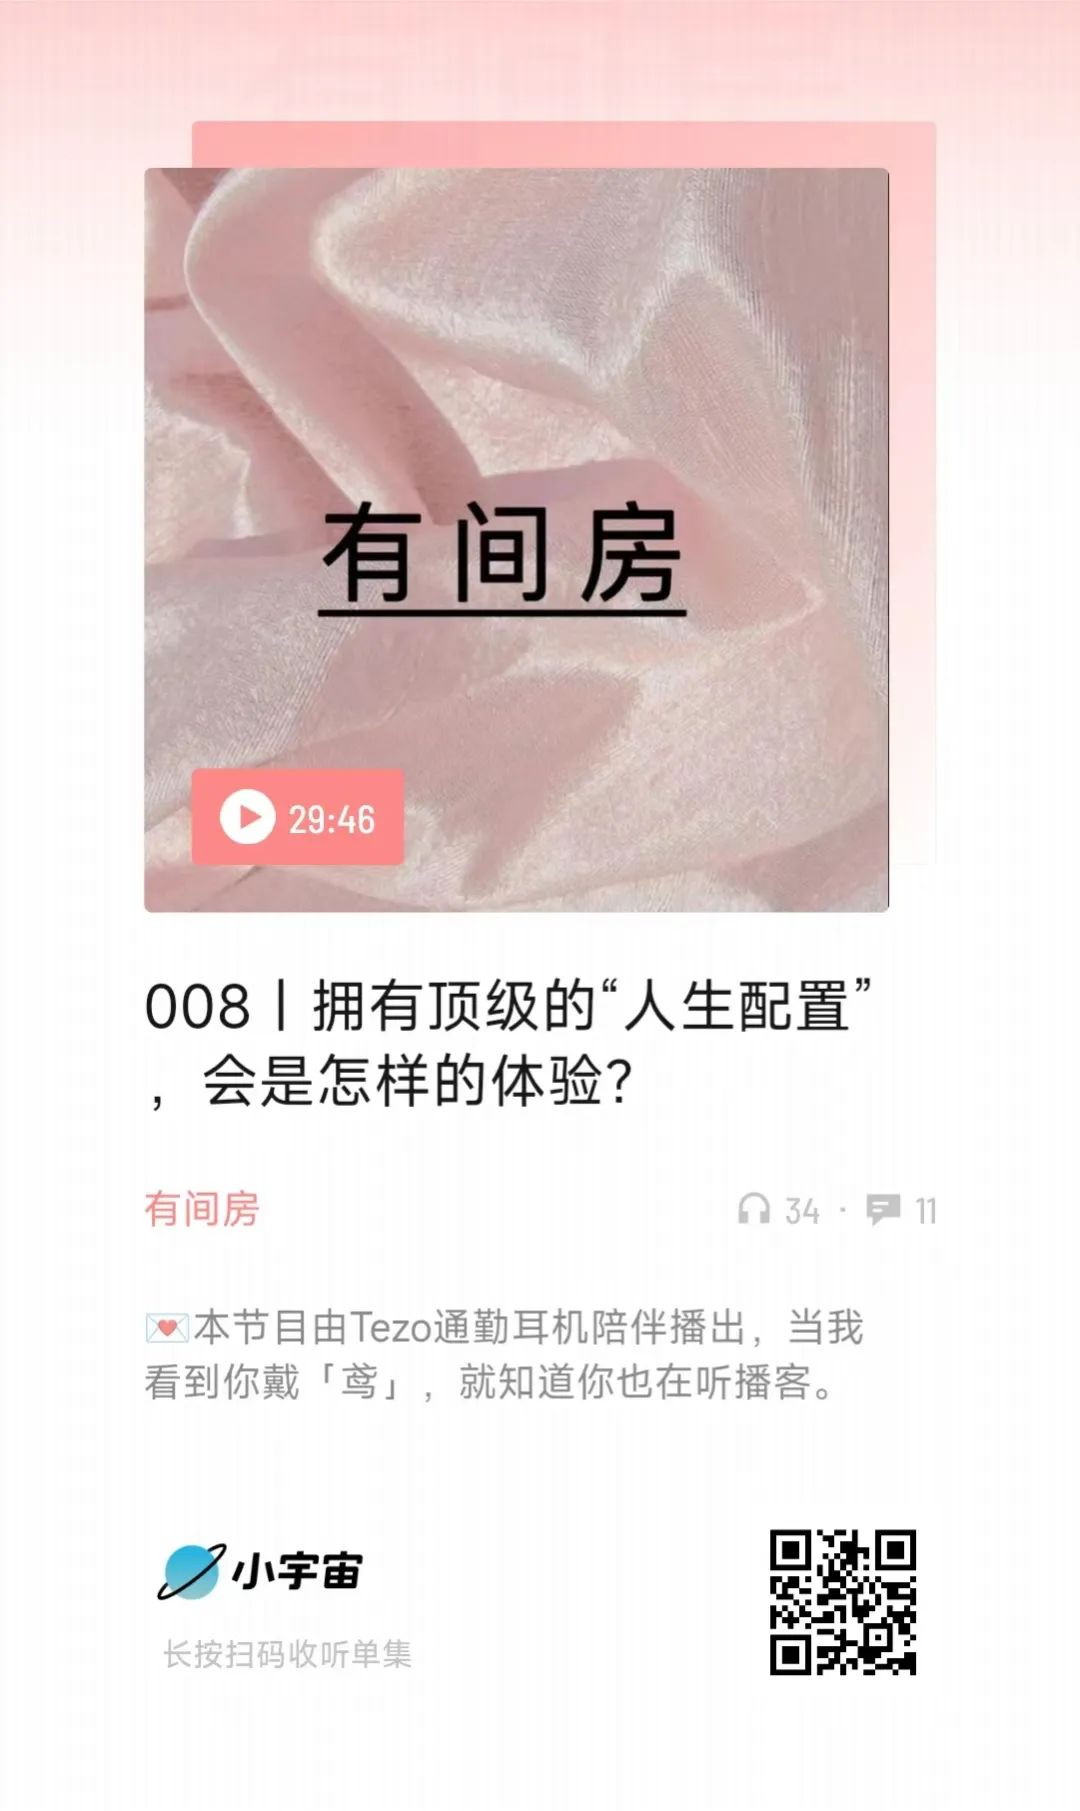 有间房
29:46
008丨拥有顶级的“人生配置”
，会是怎样的体验？
有间房
34 · 11
💌本节目由Tezo通勤耳机陪伴播出，当我
看到你戴「鸢」，就知道你也在听播客。
小宇宙
长按扫码收听单集